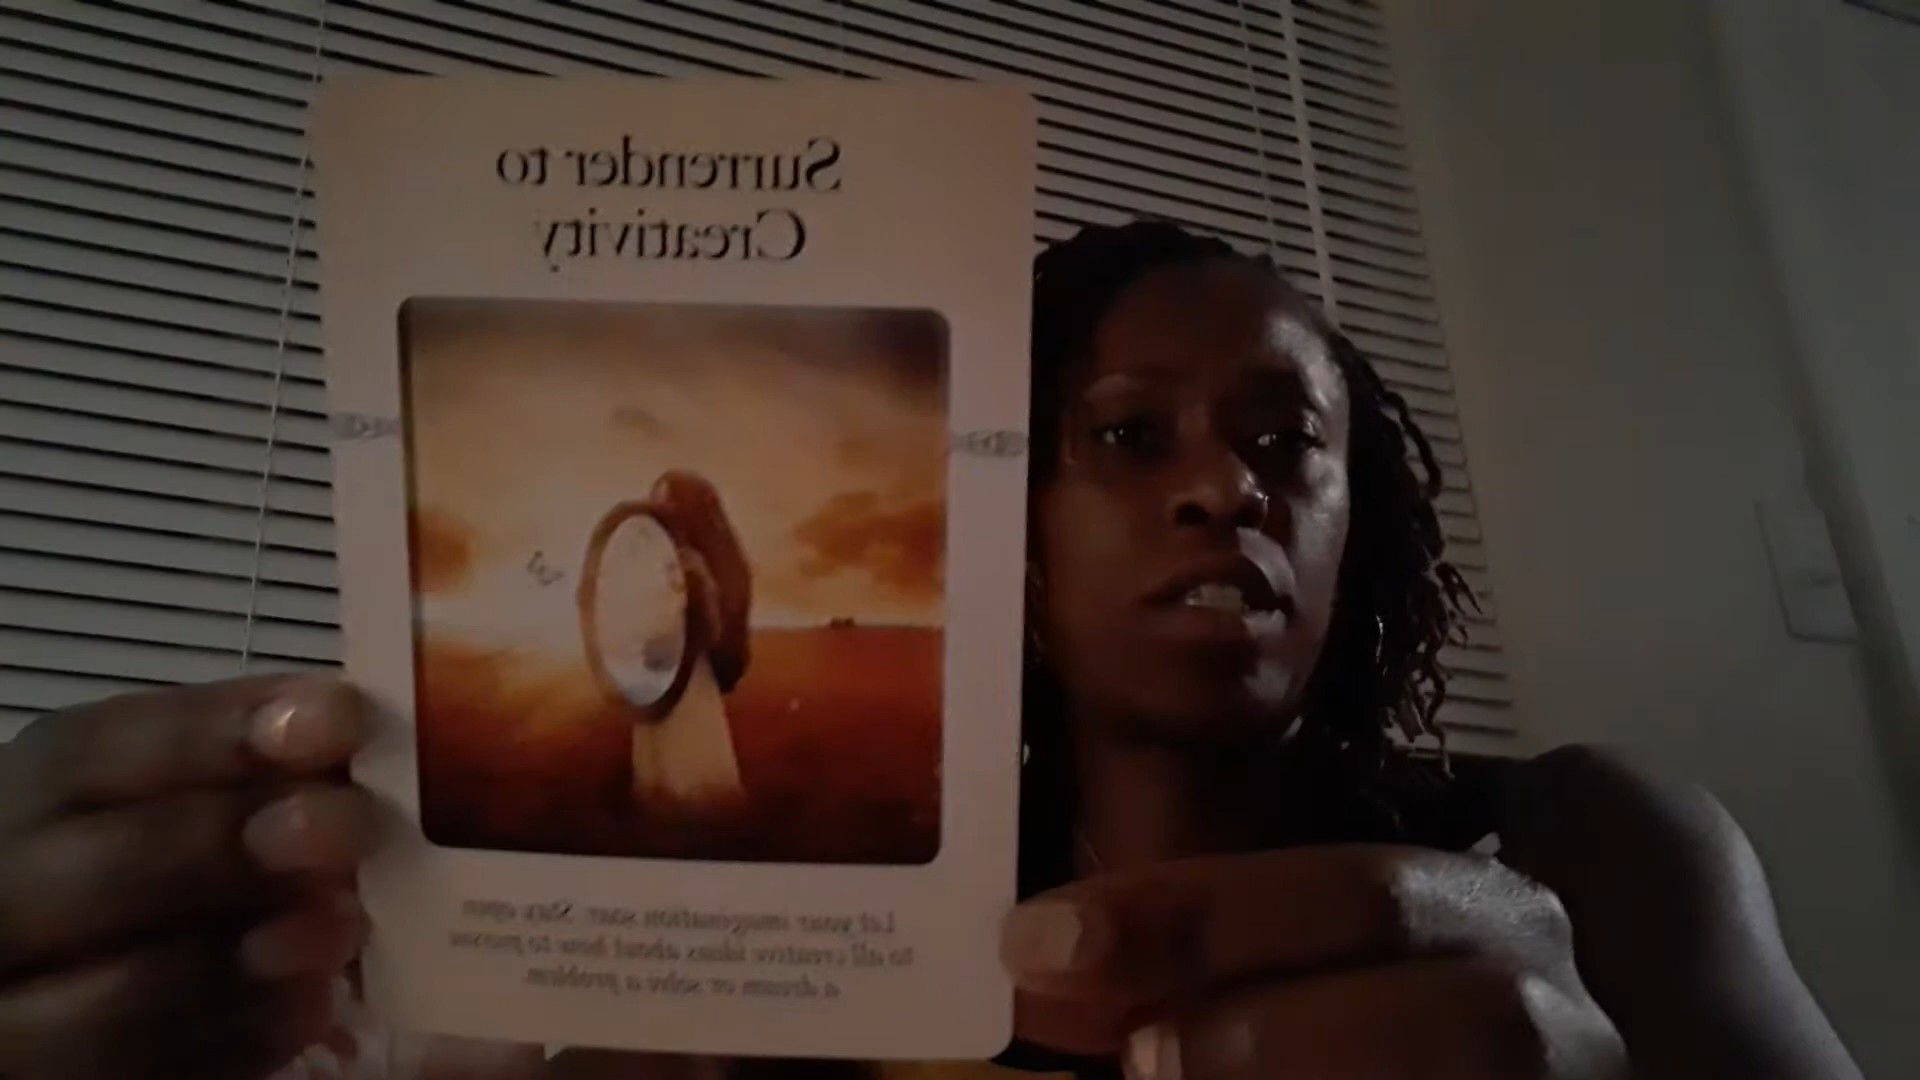 Surrender to
Creativity
Let your imagination soar. Stay open
to all creative ideas about how to pursue
a dream or solve a problem.